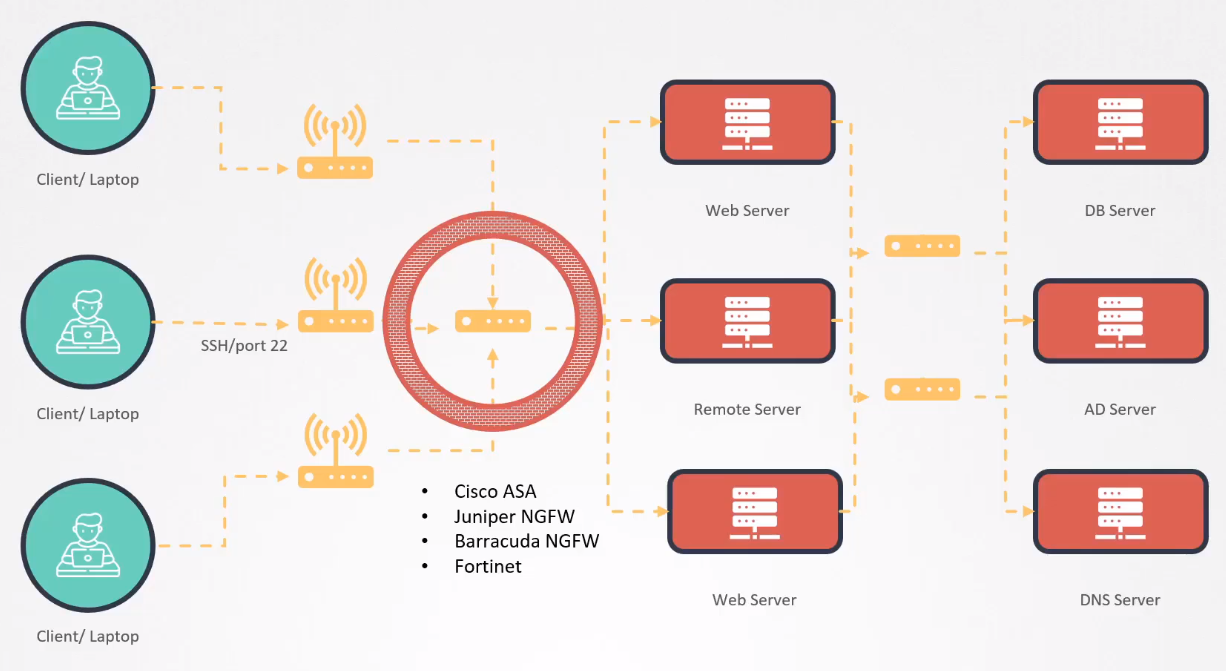 Client/ Laptop
Web Server
DB Server
SSH/port 22
Client/ Laptop
Remote Server
AD Server
• Cisco ASA
• Juniper NGFW
• Barracuda NGFW
• Fortinet
Client/ Laptop
Web Server
DNS Server